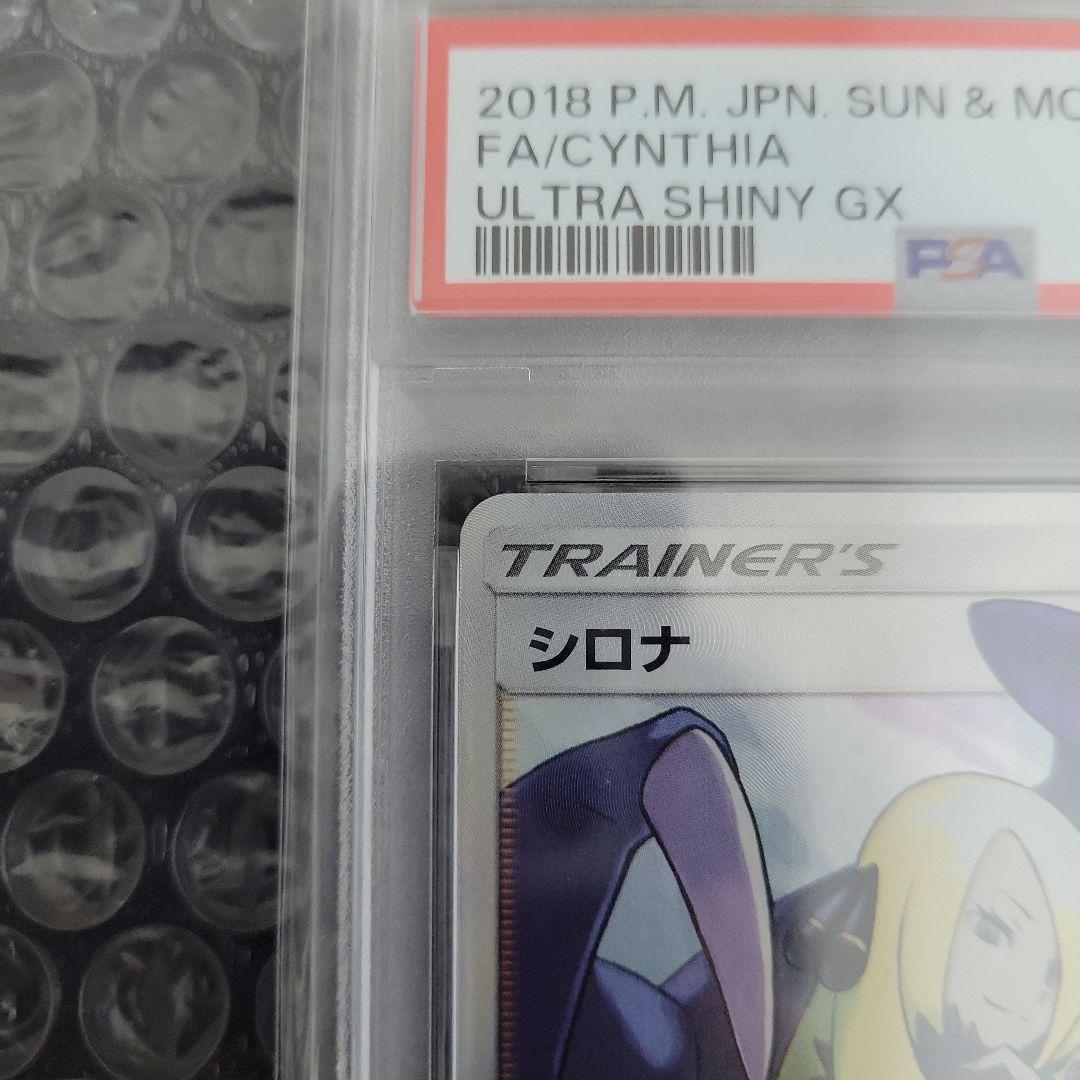 2018 P.M. JPN. SUN & MO
FA/CYNTHIA
ULTRA SHINY GX
PSA
TRAINER'S
シロナ